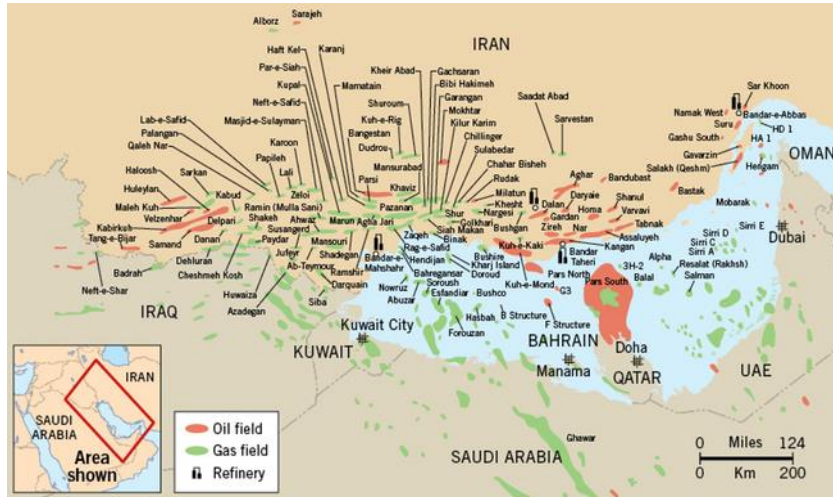 Sarajeh
Alborz
IRAN
Haft Kel
Karanj
Par-e-Siah
Mamatain
Kheir Abad
Gachsaran
Bibi Hakimeh
Kupal
Shuroum
Garangan
Saadat Abad
Neft-e-Safid
Kuh-e-Rig
Mokhtar
Masjid-e-Sulayman
Bangestan
Kilur Karim
Sarvestan
Lab-e-Safid
Dudrou
Chillinger
Palangan
Karoon
Mansurabad
Sulabedar
Qaleh Nar
Papileh
Parsi
Chahar Bisheh
Sarkan
Lali
Khaviz
Rudak
Haloosh
Kabud
Zeloi
Milatun
Huleylan
Ramin (Mulla Sani)
Pazanan
Khesht
Maleh Kuh
Delpari
Shakeh
Ahwaz
Marun
Agha Jari
Shur
Nargesi
Velzenhar
Susangerd
Golkhari
Kabirkuh
Danan
Paydar
Mansouri
Zaqeh
Siah Makan
Bushgan
Tang-e-Bijar
Samand
Jufeyr
Shadegan
Rag-e-Safid
Binak
Kuh-e-Kaki
Dehluran
Ab-Teymour
Bandar-e-
Mahshahr
Hendijan
Bushire
Badrah
Cheshmeh Kosh
Ramshir
Bahregansar
Kharj Island
Neft-e-Shar
Huwaiza
Darquain
Nowruz
Soroush
Doroud
Kuh-e-Mond
Azadegan
Siba
Abuzar
Esfandiar
Bushco
Hasbah
B Structure
Forouzan
F Structure
G3
Sar Khoon
Namak West
Bandar-e-Abbas
Suru
HD 1
Gashu South
HA 1
Gavarzin
OMAN
Salakh (Qeshm)
Hengam
Aghar
Bandubast
Dalan
Daryaie
Shanul
Bastak
Gardan
Homa
Varvavi
Mobarak
Zireh
Nar
Tabnak
Assaluyeh
Kangan
Sirri D
Sirri E
Dubai
Sirri C
Sirri A
Bandar
Taheri
Alpha
Resalat (Rakhsh)
Pars North
3H-2
Balal
Salman
Pars South
IRAQ
Kuwait City
KUWAIT
BAHRAIN
Manama
Doha
QATAR
UAE
Ghawar
SAUDI ARABIA
IRAN
SAUDI
ARABIA
Area
shown
Oil field
Gas field
Refinery
0 Miles 124
0 Km 200